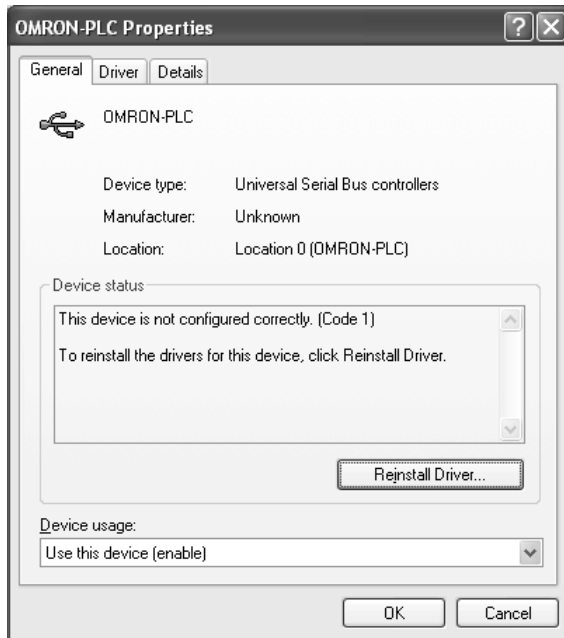 OMRON-PLC Properties
General Driver Details
OMRON-PLC
Device type: Universal Serial Bus controllers
Manufacturer: Unknown
Location: Location 0 (OMRON-PLC)
Device status
This device is not configured correctly. (Code 1)
To reinstall the drivers for this device, click Reinstall Driver.
Reinstall Driver...
Device usage:
Use this device (enable)
OK Cancel